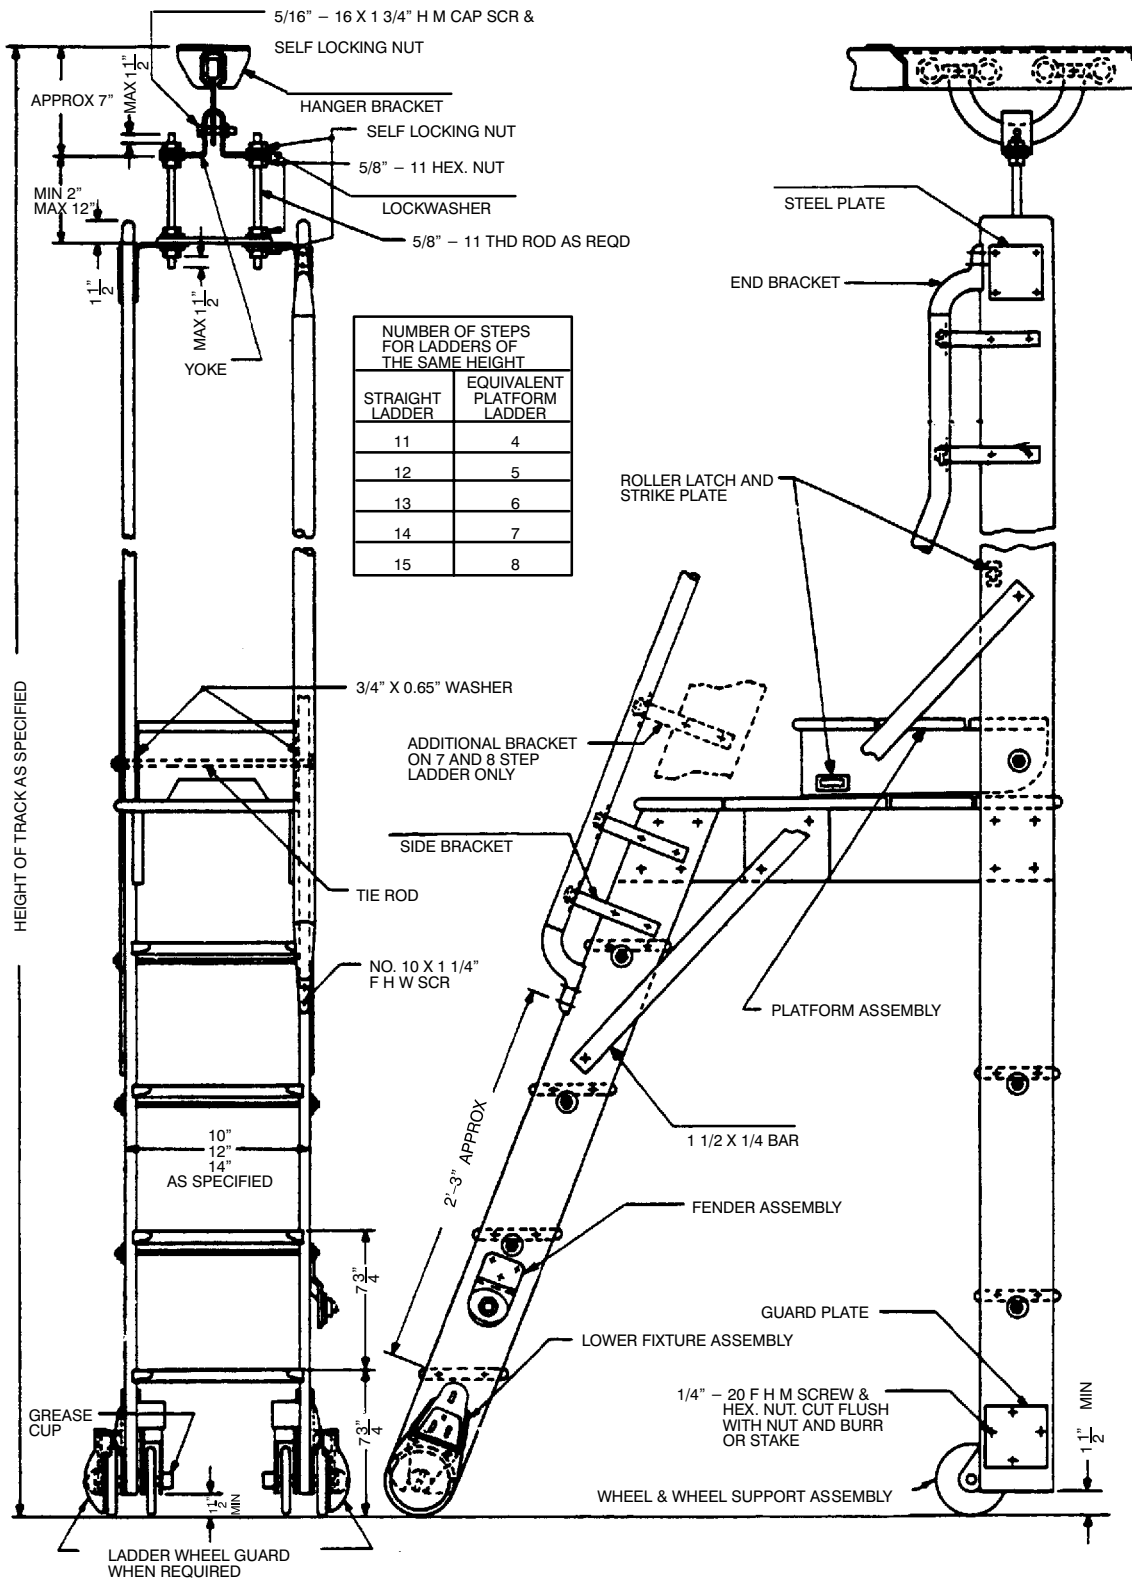 5/16” – 16 X 1 3/4” H M CAP SCR &
SELF LOCKING NUT
HANGER BRACKET
APPROX 7”
MAX 1 1/2”
SELF LOCKING NUT
5/8” – 11 HEX. NUT
MIN 2”
MAX 12”
LOCKWASHER
5/8” – 11 THD ROD AS REQD
1 1/2”
MAX 1 1/2”
YOKE
STEEL PLATE
END BRACKET
NUMBER OF STEPS
FOR LADDERS OF
THE SAME HEIGHT
STRAIGHT LADDER
EQUIVALENT PLATFORM LADDER
11 4
12 5
13 6
14 7
15 8
ROLLER LATCH AND
STRIKE PLATE
HEIGHT OF TRACK AS SPECIFIED
3/4” X 0.65” WASHER
ADDITIONAL BRACKET
ON 7 AND 8 STEP
LADDER ONLY
SIDE BRACKET
TIE ROD
NO. 10 X 1 1/4”
F H W SCR
PLATFORM ASSEMBLY
2’–3” APPROX
1 1/2 X 1/4 BAR
10”
12”
14”
AS SPECIFIED
FENDER ASSEMBLY
7 3/4”
GUARD PLATE
LOWER FIXTURE ASSEMBLY
1/4” – 20 F H M SCREW &
HEX. NUT. CUT FLUSH
WITH NUT AND BURR
OR STAKE
1 1/2” MIN
GREASE
CUP
7 3/4”
1 1/2” MIN
WHEEL & WHEEL SUPPORT ASSEMBLY
LADDER WHEEL GUARD
WHEN REQUIRED